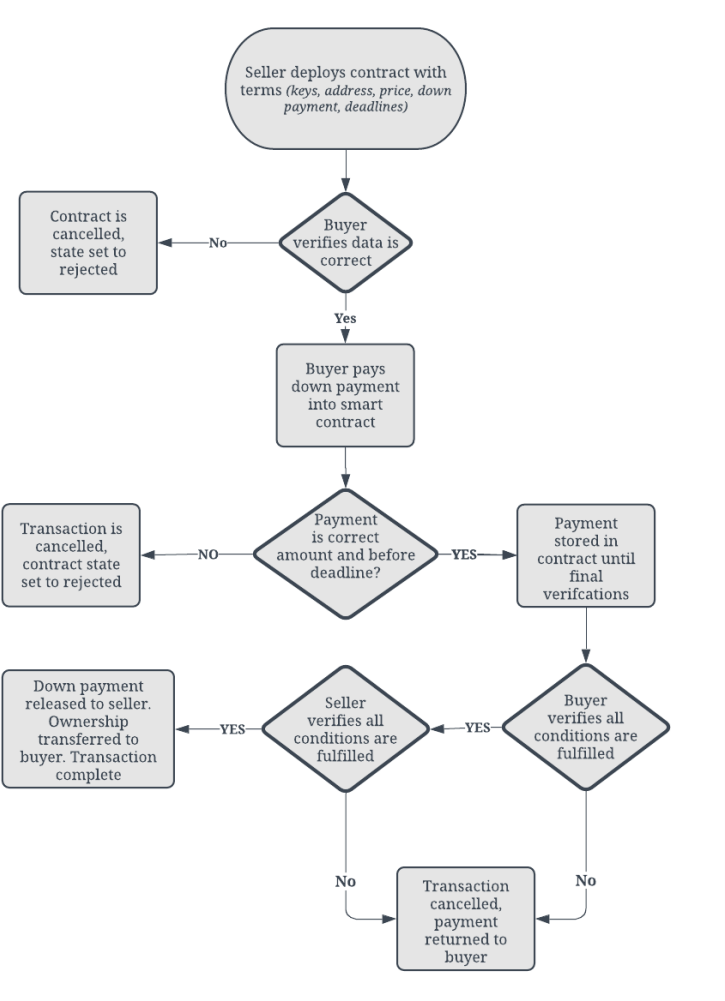 Seller deploys contract with
terms (keys, address, price, down
payment, deadlines)
Contract is
cancelled,
state set to
rejected
No
Buyer
verifies data is
correct
Yes
Buyer pays
down payment
into smart
contract
Transaction is
cancelled,
contract state
set to rejected
NO
Payment
is correct
amount and before
deadline?
YES
Payment
stored in
contract until
final
verifcations
Down payment
released to seller.
Ownership
transferred to
buyer. Transaction
complete
YES
Seller
verifies all
conditions are
fulfilled
YES
Buyer
verifies all
conditions are
fulfilled
No
No
Transaction
cancelled,
payment
returned to
buyer